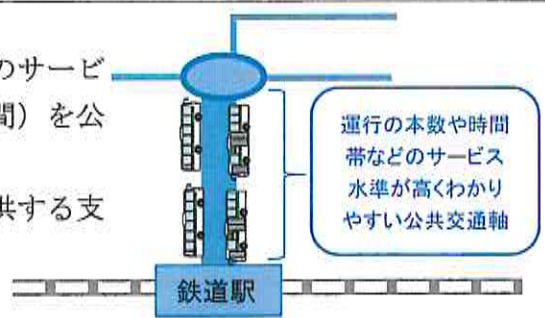 のサービ
間）を公
供する支
運行の本数や時間
帯などのサービス
水準が高くわかり
やすい公共交通軸
鉄道駅